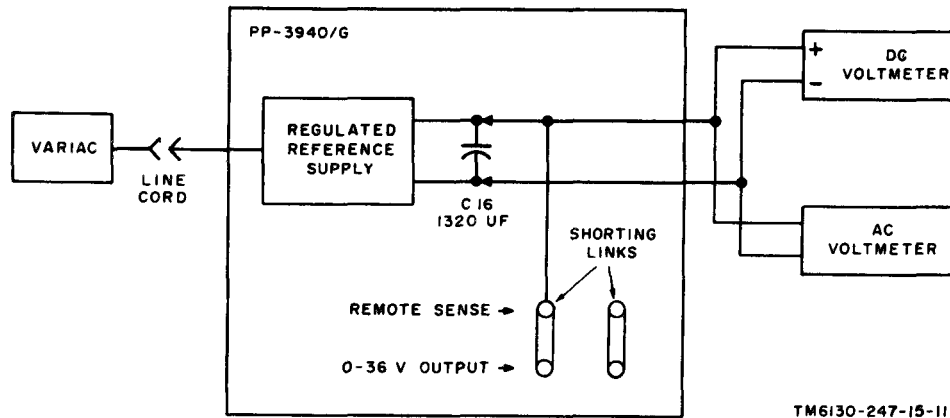 PP-3940/G
VARIAC
LINE
CORD
REGULATED
REFERENCE
SUPPLY
C16
1320 UF
SHORTING
LINKS
REMOTE SENSE →
0-36 V OUTPUT →
+
-
DC
VOLTMETER
AC
VOLTMETER
TM6130-247-15-11